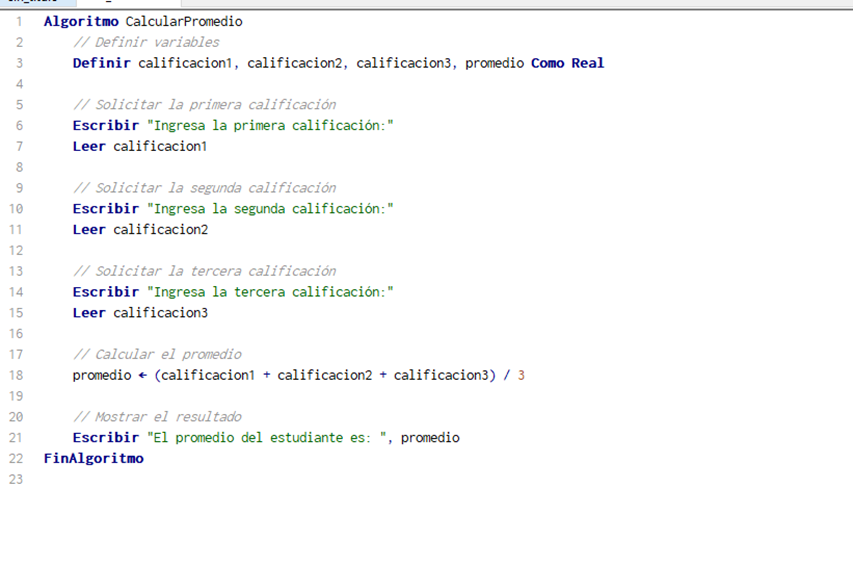 1 Algoritmo CalcularPromedio
2 // Definir variables
3 Definir calificacion1, calificacion2, calificacion3, promedio Como Real
4
5 // Solicitar la primera calificación
6 Escribir "Ingresa la primera calificación:"
7 Leer calificacion1
8
9 // Solicitar la segunda calificación
10 Escribir "Ingresa la segunda calificación:"
11 Leer calificacion2
12
13 // Solicitar la tercera calificación
14 Escribir "Ingresa la tercera calificación:"
15 Leer calificacion3
16
17 // Calcular el promedio
18 promedio ← (calificacion1 + calificacion2 + calificacion3) / 3
19
20 // Mostrar el resultado
21 Escribir "El promedio del estudiante es: ", promedio
22 FinAlgoritmo
23